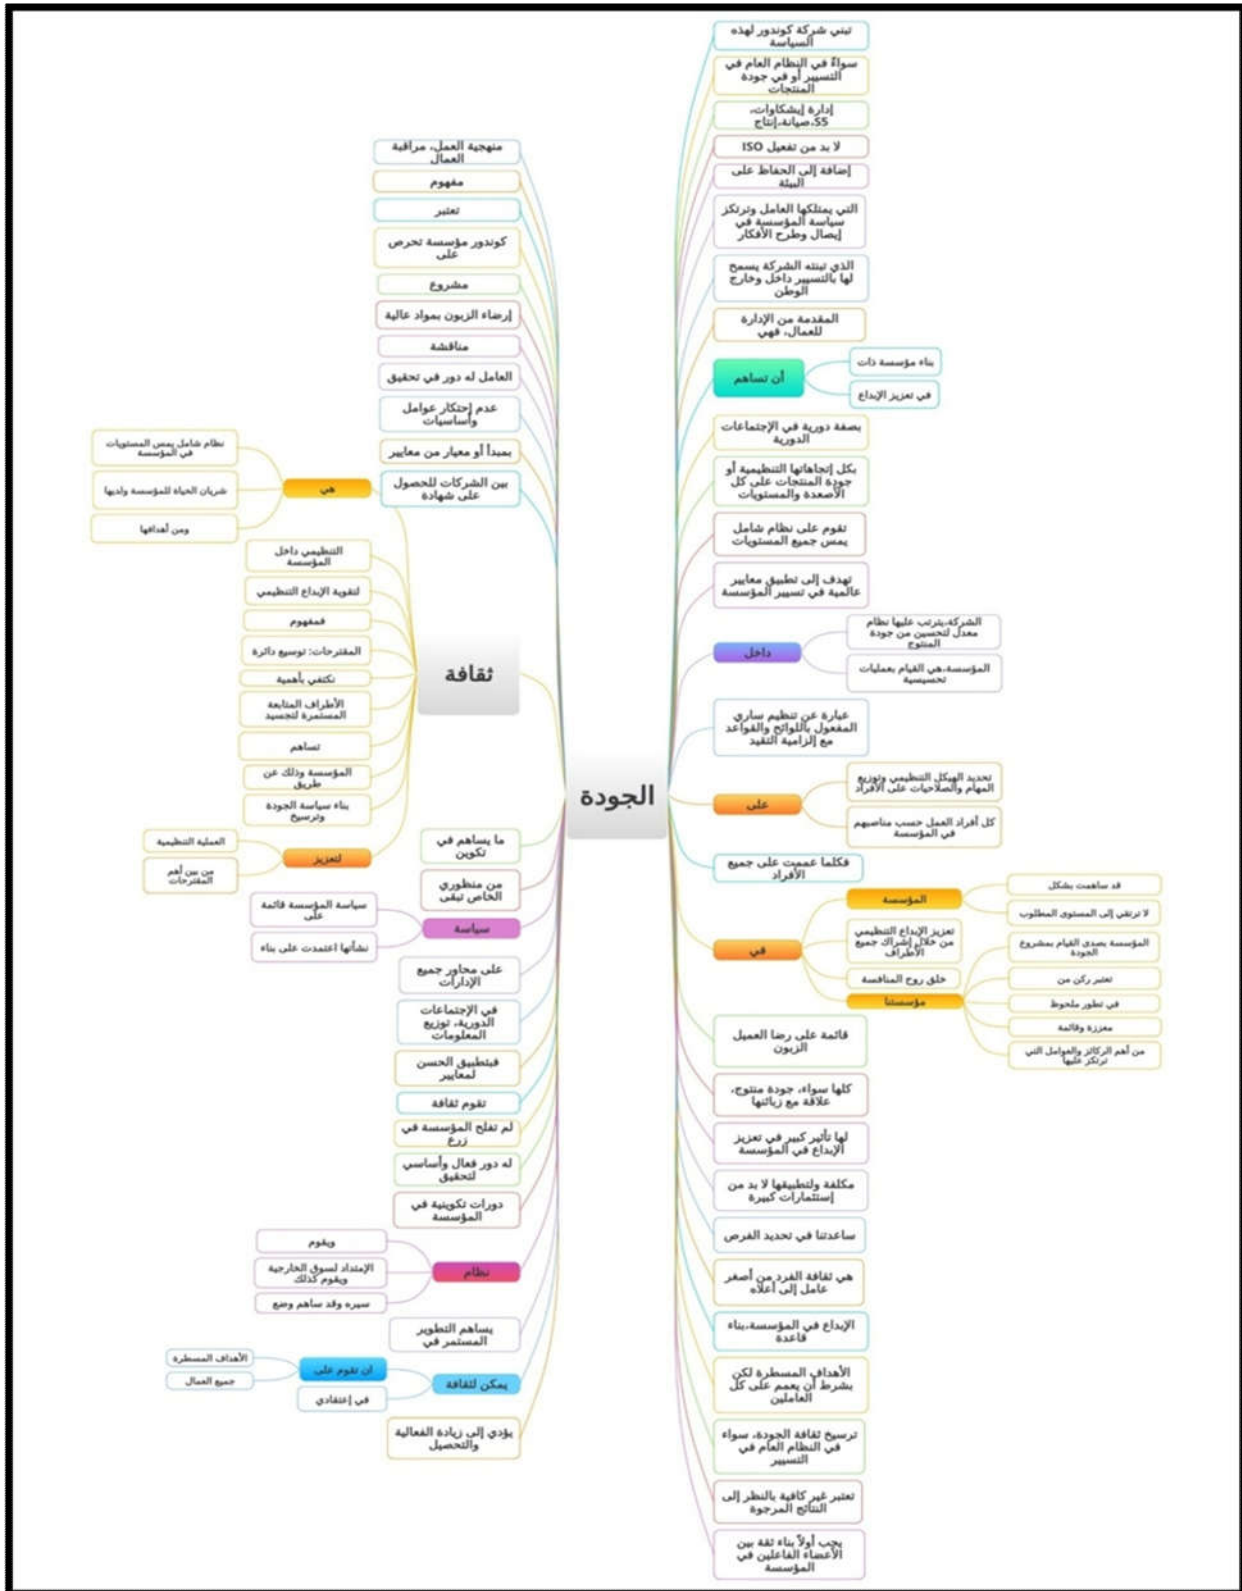 تبني شركة كوندور لهذه
السياسة
سواءً في النظام العام في
التسيير أو في جودة
المنتجات
إدارة إيشكاوات،
5S،صيانة،إنتاج
لا بد من تفعيل ISO
إضافة إلى الحفاظ على
البيئة
التي يمتلكها العامل وترتكز
سياسة المؤسسة في
إيصال وطرح الأفكار
الذي تبنته الشركة يسمح
لها بالتسيير داخل وخارج
الوطن
المقدمة من الإدارة
للعمال، فهي
أن تساهم
بناء مؤسسة ذات
في تعزيز الإبداع
بصفة دورية في الإجتماعات
الدورية
بكل إتجاهاتها التنظيمية أو
جودة المنتجات على كل
الأصعدة والمستويات
تقوم على نظام شامل
يمس جميع المستويات
تهدف إلى تطبيق معايير
عالمية في تسيير المؤسسة
داخل
الشركة،يترتب عليها نظام
معدل لتحسين من جودة
المنتوج
المؤسسة،هي القيام بعمليات
تحسيسية
عبارة عن تنظيم ساري
المفعول باللوائح والقواعد
مع إلزامية التقيد
على
تحديد الهيكل التنظيمي وتوزيع
المهام والصلاحيات على الأفراد
كل أفراد العمل حسب مناصبهم
في المؤسسة
فكلما عممت على جميع
الأفراد
في
المؤسسة
قد ساهمت بشكل
لا ترتقي إلى المستوى المطلوب
تعزيز الإبداع التنظيمي
من خلال إشراك جميع
الأطراف
خلق روح المنافسة
مؤسستنا
المؤسسة بصدى القيام بمشروع
الجودة
تعتبر ركن من
في تطور ملحوظ
معززة وقائمة
من أهم الركائز والعوامل التي
ترتكز عليها
قائمة على رضا العميل
الزبون
كلها سواء، جودة منتوج،
علاقة مع زبائنها
لها تأثير كبير في تعزيز
الإبداع في المؤسسة
مكلفة ولتطبيقها لا بد من
إستثمارات كبيرة
ساعدتنا في تحديد الفرص
هي ثقافة الفرد من أصغر
عامل إلى أعلاه
الإبداع في المؤسسة،بناء
قاعدة
الأهداف المسطرة لكن
بشرط أن يعمم على كل
العاملين
ترسيخ ثقافة الجودة، سواء
في النظام العام في
التسيير
تعتبر غير كافية بالنظر إلى
النتائج المرجوة
يجب أولاً بناء ثقة بين
الأعضاء الفاعلين في
المؤسسة
الجودة
منهجية العمل، مراقبة
العمال
مفهوم
تعتبر
كوندور مؤسسة تحرص
على
مشروع
إرضاء الزبون بمواد عالية
مناقشة
العامل له دور في تحقيق
عدم إحتكار عوامل
وأساسيات
بمبدأ أو معيار من معايير
بين الشركات للحصول
على شهادة
ثقافة
هي
نظام شامل يمس المستويات
في المؤسسة
شريان الحياة للمؤسسة ولديها
ومن أهدافها
التنظيمي داخل
المؤسسة
لتقوية الإبداع التنظيمي
فمفهوم
المقترحات: توسيع دائرة
تكتفي بأهمية
الأطراف المتابعة
المستمرة لتجسيد
تساهم
المؤسسة وذلك عن
طريق
بناء سياسة الجودة
وترسيخ
لتعزيز
العملية التنظيمية
من بين أهم
المقترحات
ما يساهم في
تكوين
من منظوري
الخاص تبقى
سياسة
سياسة المؤسسة قائمة
على
نشأتها اعتمدت على بناء
على محاور جميع
الإدارات
في الإجتماعات
الدورية، توزيع
المعلومات
فبتطبيق الحسن
لمعايير
تقوم ثقافة
لم تفلح المؤسسة في
زرع
له دور فعال وأساسي
لتحقيق
دورات تكوينية في
المؤسسة
نظام
ويقوم
الإمتداد لسوق الخارجية
ويقوم كذلك
سيره وقد ساهم وضع
يساهم التطوير
المستمر في
يمكن لثقافة
ان تقوم على
الأهداف المسطرة
جميع العمال
في إعتقادي
يؤدي إلى زيادة الفعالية
والتحصيل